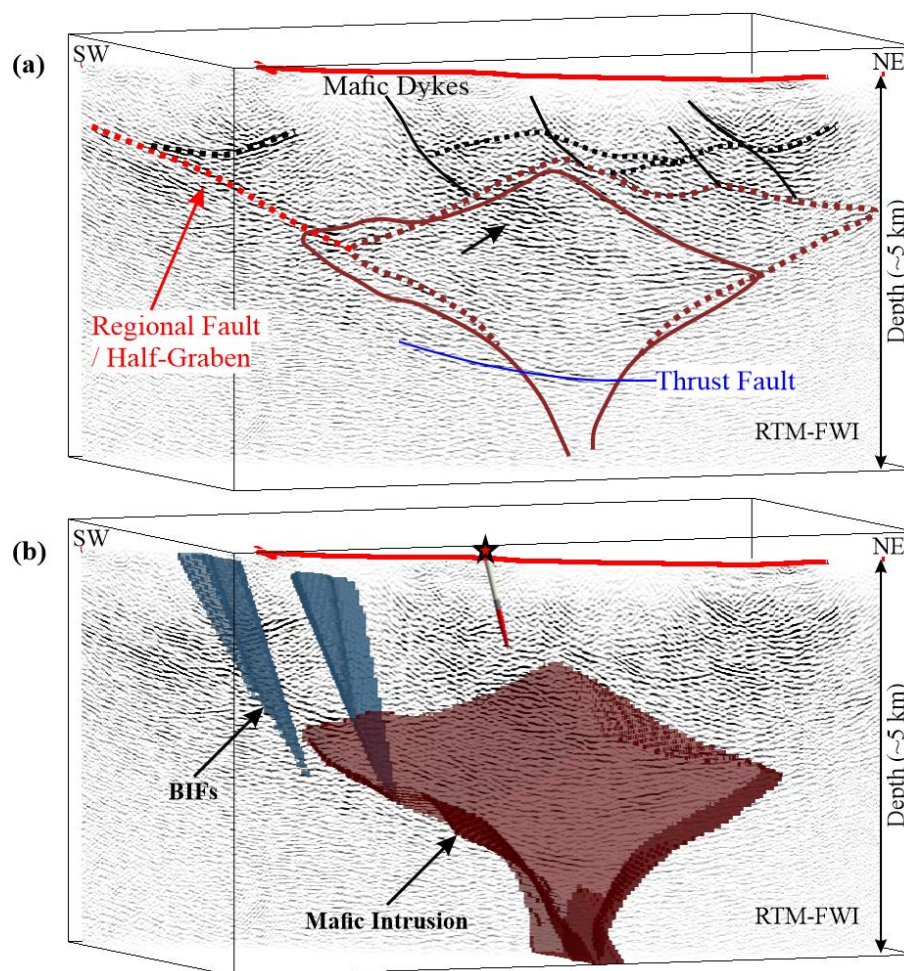 (a)
SW
NE
Mafic Dykes
Regional Fault
/ Half-Graben
Thrust Fault
Depth (~5 km)
RTM-FWI
(b)
SW
NE
BIFs
Mafic Intrusion
Depth (~5 km)
RTM-FWI